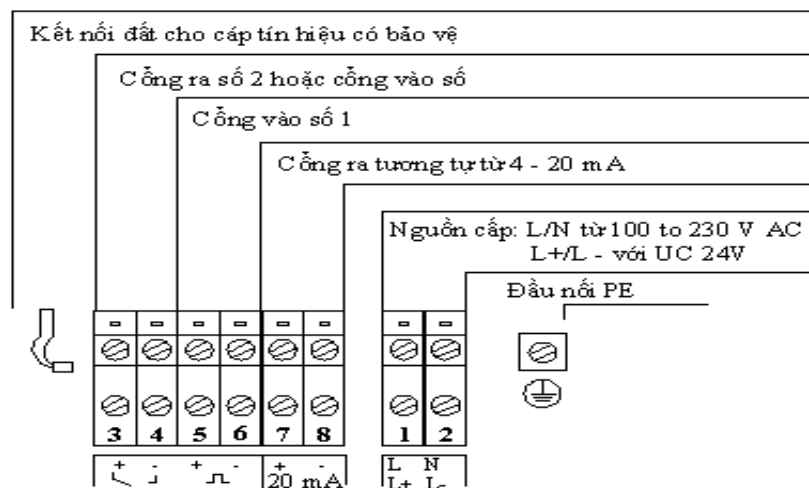 Kết nối đất cho cáp tín hiệu có bảo vệ
Cổng ra số 2 hoặc cổng vào số
Cổng vào số 1
Cổng ra tương tự từ 4 - 20 mA
Nguồn cấp: L/N từ 100 to 230 V AC
L+/L - với UC 24V
Đầu nối PE
3 4 5 6 7 8 1 2
+ - + - + - L N
20 mA L+ L-